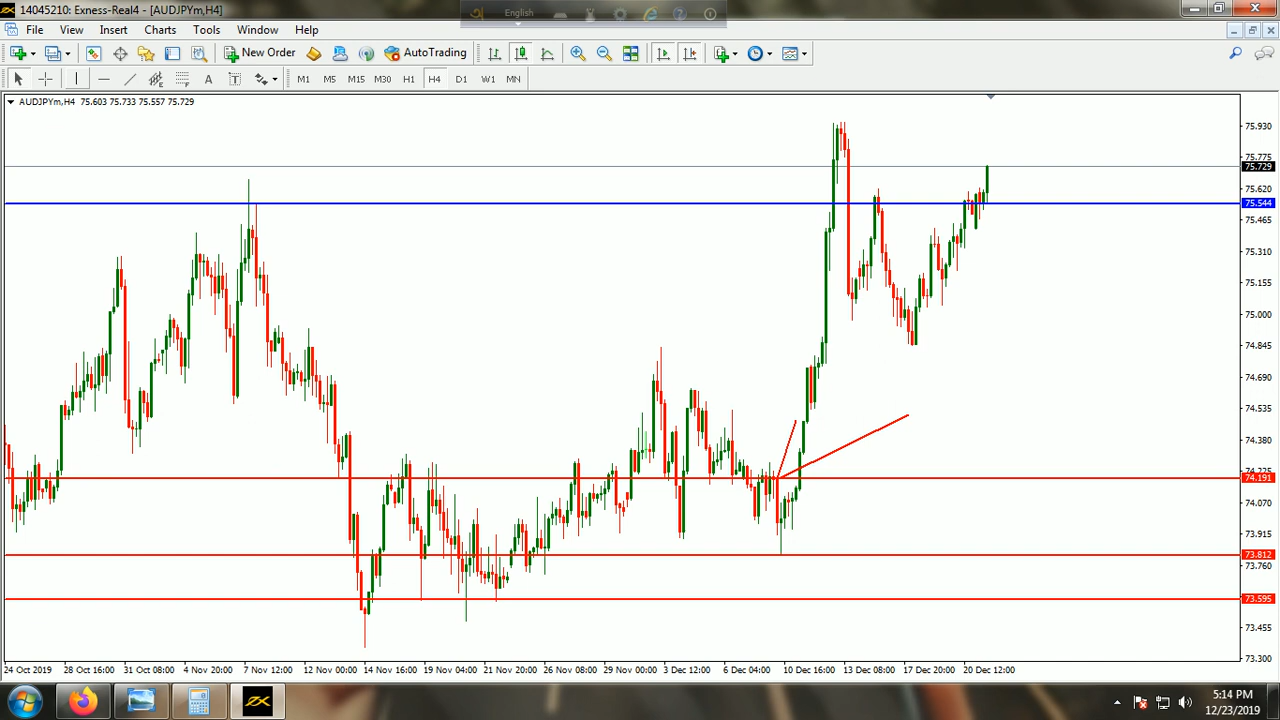 14045210: Exness-Real4 - [AUDJPYm,H4]
English
File View Insert Charts Tools Window Help
New Order AutoTrading
A T M1 M5 M15 M30 H1 H4 D1 W1 MN
AUDJPYm,H4 75.603 75.733 75.557 75.729
75.930
75.775
75.729
75.620
75.544
75.465
75.310
75.155
75.000
74.845
74.690
74.535
74.380
74.225
74.191
74.070
73.915
73.812
73.760
73.595
73.455
73.300
24 Oct 2019 28 Oct 16:00 31 Oct 08:00 4 Nov 20:00 7 Nov 12:00 12 Nov 00:00 14 Nov 16:00 19 Nov 04:00 21 Nov 20:00 26 Nov 08:00 29 Nov 00:00 3 Dec 12:00 6 Dec 04:00 10 Dec 16:00 13 Dec 08:00 17 Dec 20:00 20 Dec 12:00
5:14 PM
12/23/2019